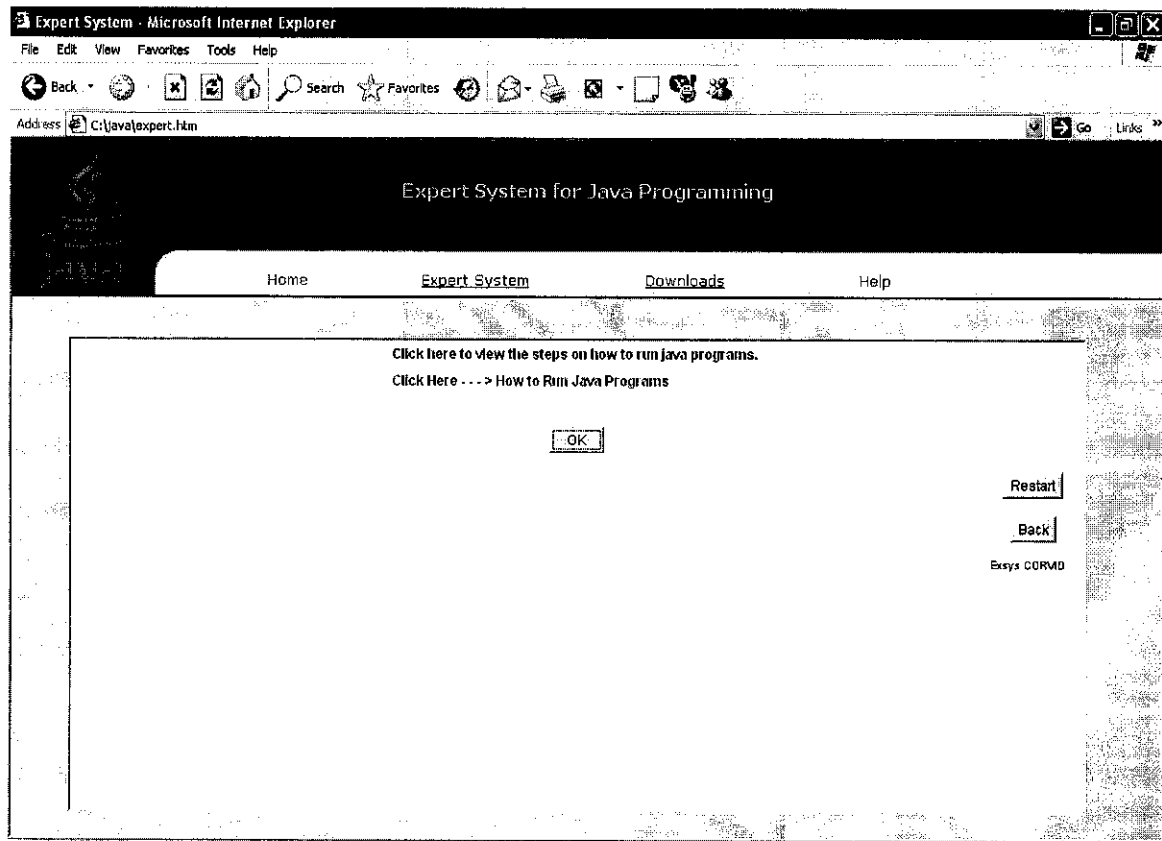 Expert System - Microsoft Internet Explorer
File Edit View Favorites Tools Help
Back Search Favorites
Address C:\java\expert.htm Go Links »
Expert System for Java Programming
Home Expert System Downloads Help
Click here to view the steps on how to run java programs.
Click Here - - - > How to Run Java Programs
OK
Restart
Back
Exsys CORVID